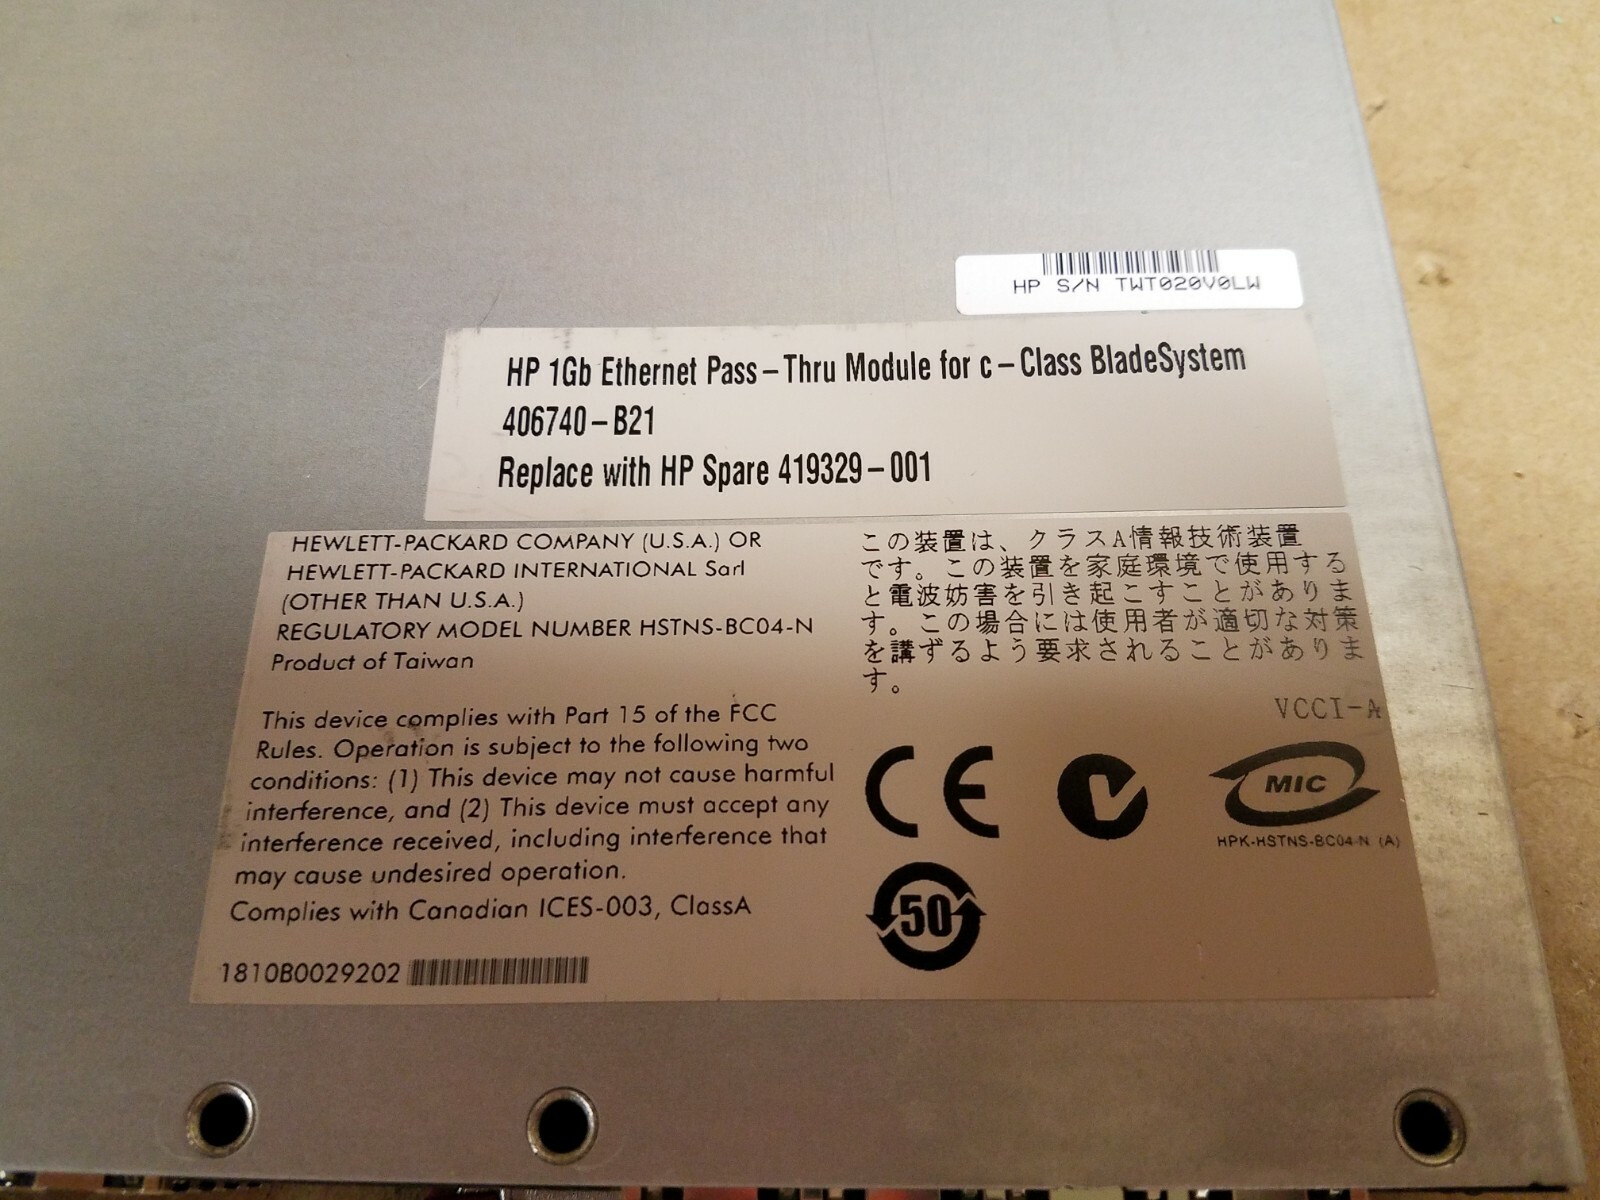 HP S/N TWT020V0LW
HP 1Gb Ethernet Pass-Thru Module for c-Class BladeSystem
406740-B21
Replace with HP Spare 419329-001
HEWLETT-PACKARD COMPANY (U.S.A.) OR
HEWLETT-PACKARD INTERNATIONAL Sarl
(OTHER THAN U.S.A.)
REGULATORY MODEL NUMBER HSTNS-BC04-N
Product of Taiwan
This device complies with Part 15 of the FCC
Rules. Operation is subject to the following two
conditions: (1) This device may not cause harmful
interference, and (2) This device must accept any
interference received, including interference that
may cause undesired operation.
Complies with Canadian ICES-003, ClassA
1810B0029202
この装置は、クラスA情報技術装置
です。この装置を家庭環境で使用する
と電波妨害を引き起こすことがありま
す。この場合には使用者が適切な対策
を講ずるよう要求されることがありま
す。
VCCI-A
CE
MIC
HPK-HSTNS-BC04-N (A)
50